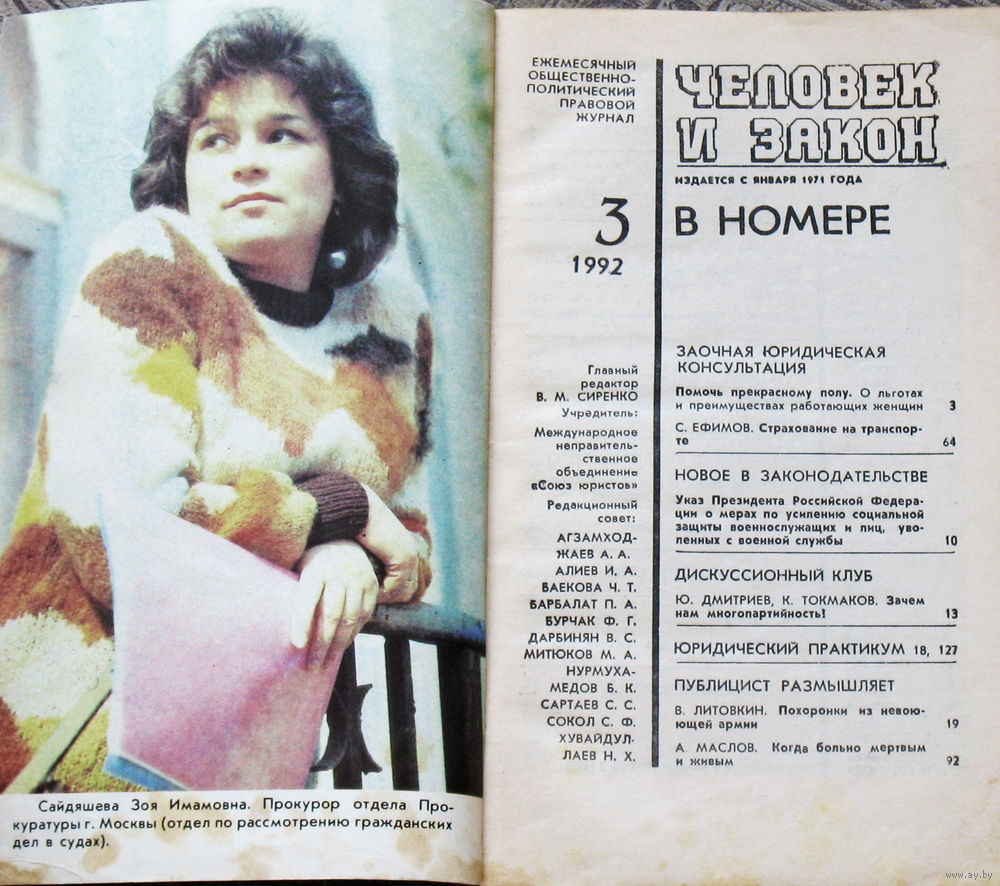 Сайдяшева Зоя Имамовна. Прокурор отдела Про-
куратуры г. Москвы (отдел по рассмотрению гражданских
дел в судах).
ЕЖЕМЕСЯЧНЫЙ
ОБЩЕСТВЕННО-
ПОЛИТИЧЕСКИЙ
ПРАВОВОЙ
ЖУРНАЛ
3
1992
Главный
редактор
В. М. СИРЕНКО
Учредитель:
Международное
неправитель-
ственное
объединение
«Союз юристов»
Редакционный
совет:
АГЗАМХОД-
ЖАЕВ А. А.
АЛИЕВ И. А.
БАЕКОВА Ч. Т.
БАРБАЛАТ П. А.
БУРЧАК Ф. Г.
ДАРБИНЯН В. С.
МИТЮКОВ М. А.
НУРМУХА-
МЕДОВ Б. К.
САРТАЕВ С. С.
СОКОЛ С. Ф.
ХУВАЙДУЛ-
ЛАЕВ Н. Х.
ЧЕЛОВЕК
И ЗАКОН
ИЗДАЕТСЯ С ЯНВАРЯ 1971 ГОДА
В НОМЕРЕ
ЗАОЧНАЯ ЮРИДИЧЕСКАЯ
КОНСУЛЬТАЦИЯ
Помочь прекрасному полу. О льготах
и преимуществах работающих женщин 3
С. ЕФИМОВ. Страхование на транспор-
те 64
НОВОЕ В ЗАКОНОДАТЕЛЬСТВЕ
Указ Президента Российской Федера-
ции о мерах по усилению социальной
защиты военнослужащих и лиц, уво-
ленных с военной службы 10
ДИСКУССИОННЫЙ КЛУБ
Ю. ДМИТРИЕВ, К. ТОКМАКОВ. Зачем
нам многопартийность? 13
ЮРИДИЧЕСКИЙ ПРАКТИКУМ 18, 127
ПУБЛИЦИСТ РАЗМЫШЛЯЕТ
В. ЛИТОВКИН. Похоронки из невою-
ющей армии 19
А. МАСЛОВ. Когда больно мертвым
и живым 92
www.ay.by